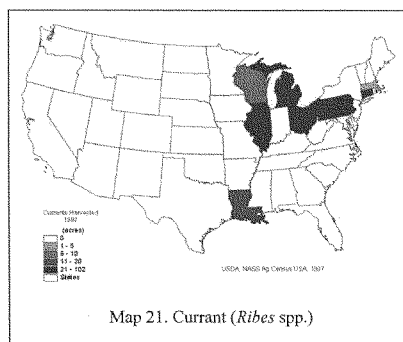 Currants Harvested
1997
(acres)
0
1 - 5
6 - 10
11 - 20
21 - 102
States
USDA, NASS Ag Census USA, 1997
Map 21. Currant (Ribes spp.)